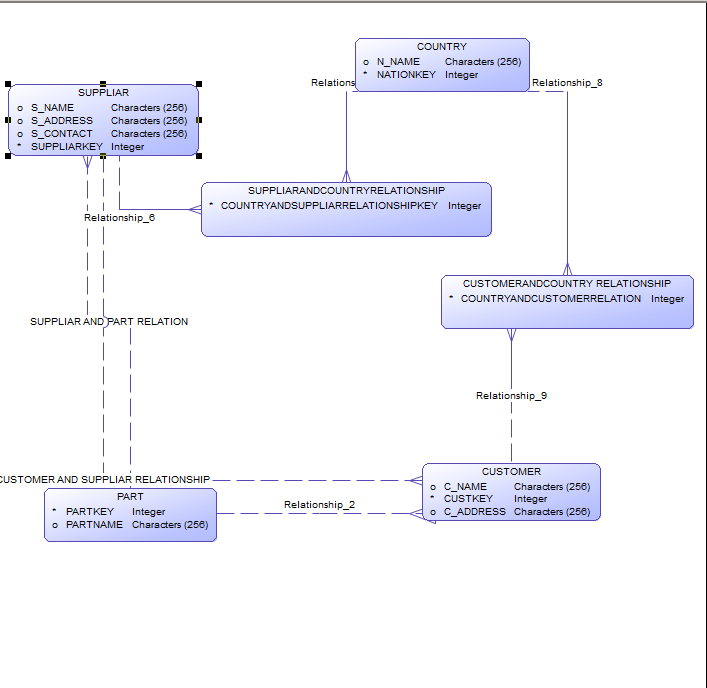 COUNTRY
o N_NAME Characters (256)
* NATIONKEY Integer
Relations
Relationship_8
SUPPLIAR
o S_NAME Characters (256)
o S_ADDRESS Characters (256)
o S_CONTACT Characters (256)
* SUPPLIARKEY Integer
SUPPLIARANDCOUNTRYRELATIONSHIP
* COUNTRYANDSUPPLIARRELATIONSHIPKEY Integer
Relationship_6
CUSTOMERANDCOUNTRY RELATIONSHIP
* COUNTRYANDCUSTOMERRELATION Integer
SUPPLIAR AND PART RELATION
Relationship_9
CUSTOMER AND SUPPLIAR RELATIONSHIP
CUSTOMER
o C_NAME Characters (256)
* CUSTKEY Integer
o C_ADDRESS Characters (256)
PART
* PARTKEY Integer
o PARTNAME Characters (256)
Relationship_2